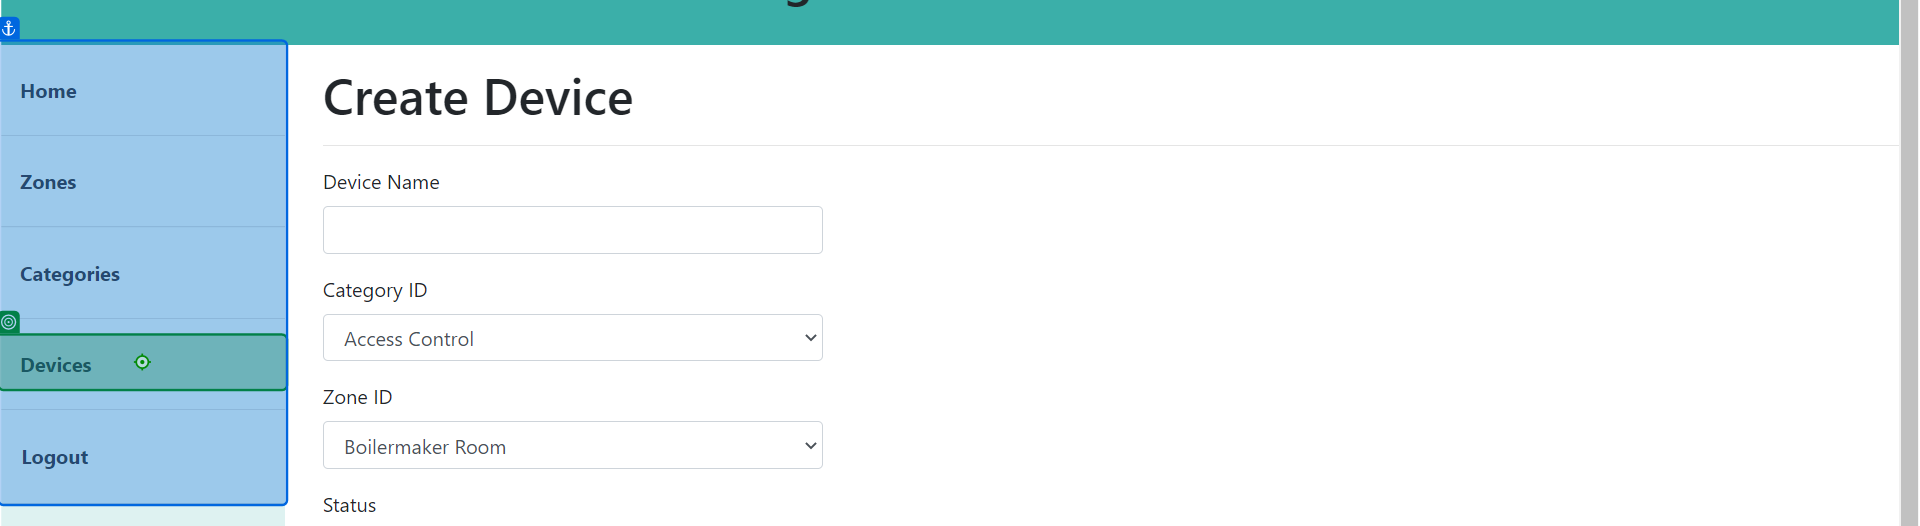 Home
Zones
Categories
Devices
Logout
Create Device
Device Name
Category ID
Access Control
Zone ID
Boilermaker Room
Status